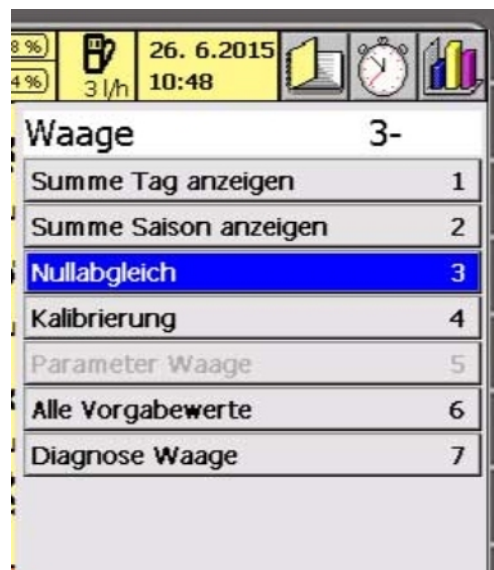 8 %)
4 %)
3 l/h
26. 6.2015
10:48
Waage 3-
Summe Tag anzeigen 1
Summe Saison anzeigen 2
Nullabgleich 3
Kalibrierung 4
Parameter Waage 5
Alle Vorgabewerte 6
Diagnose Waage 7